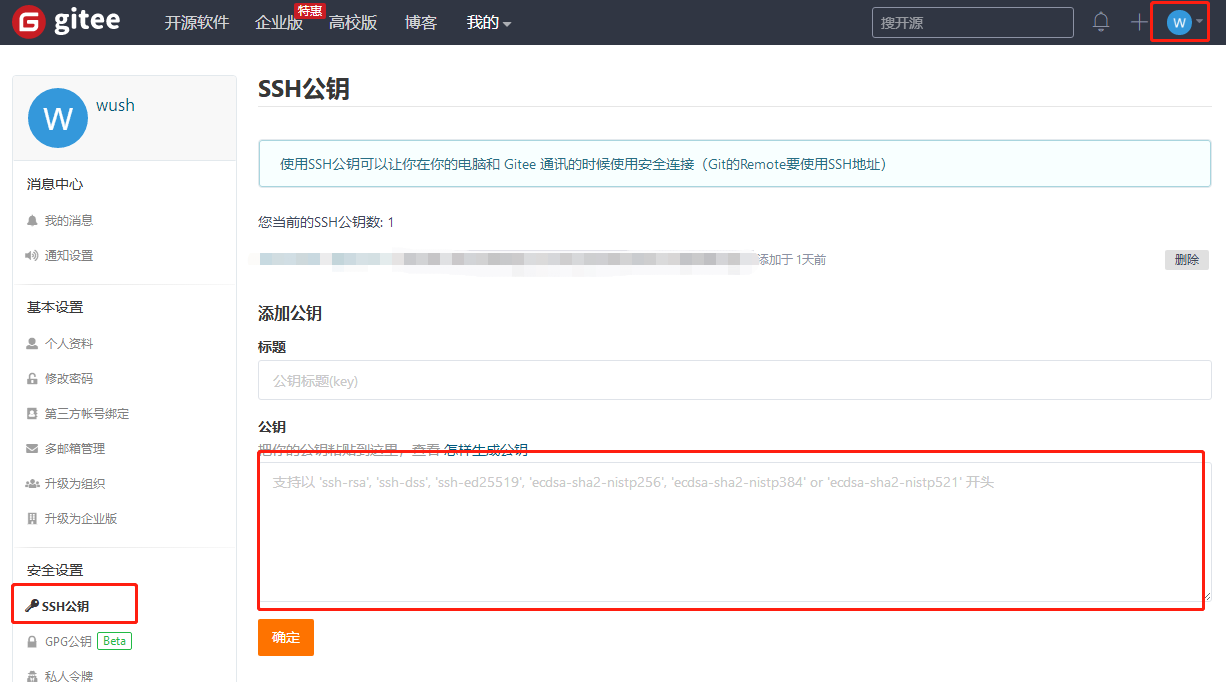 gitee 开源软件 企业版 特惠 高校版 博客 我的 搜开源 W
W wush
消息中心
我的消息
通知设置
基本设置
个人资料
修改密码
第三方帐号绑定
多邮箱管理
升级为组织
升级为企业版
安全设置
SSH公钥
GPG公钥 Beta
私人令牌
SSH公钥
使用SSH公钥可以让你在你的电脑和 Gitee 通讯的时候使用安全连接（Git的Remote要使用SSH地址）
您当前的SSH公钥数: 1
添加于 1天前 删除
添加公钥
标题
公钥标题(key)
公钥
把你的公钥粘贴到这里，查看 怎样生成公钥
支持以 'ssh-rsa', 'ssh-dss', 'ssh-ed25519', 'ecdsa-sha2-nistp256', 'ecdsa-sha2-nistp384' or 'ecdsa-sha2-nistp521' 开头
确定